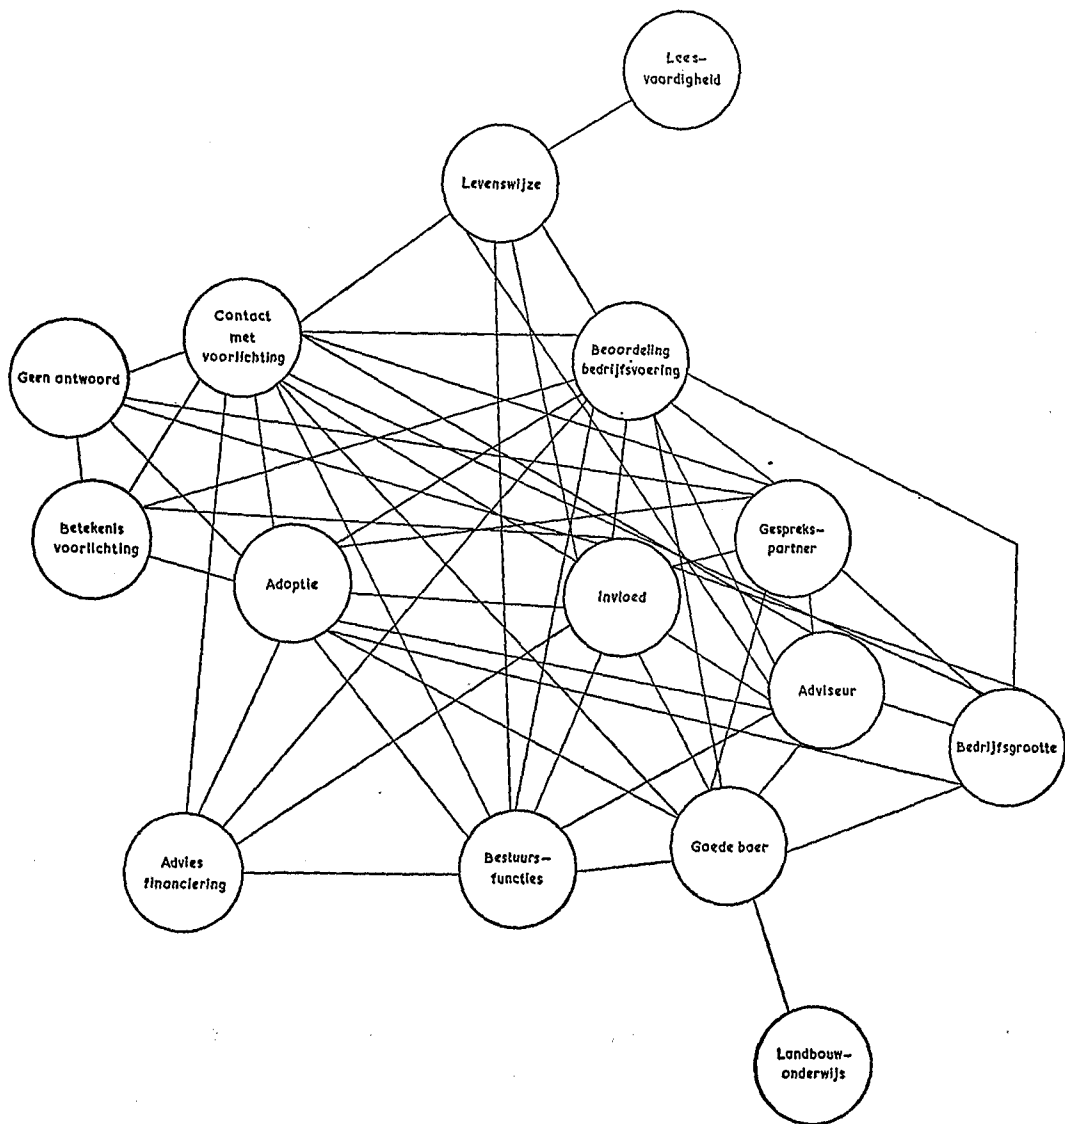 Lees-
vaardigheid
Levenswijze
Contact
met
voorlichting
Beoordeling
bedrijfsvoering
Geen antwoord
Betekenis
voorlichting
Gespreks-
partner
Adoptie
Invloed
Adviseur
Bedrijfsgrootte
Advies
financiering
Bestuurs-
functies
Goede boer
Landbouw-
onderwijs